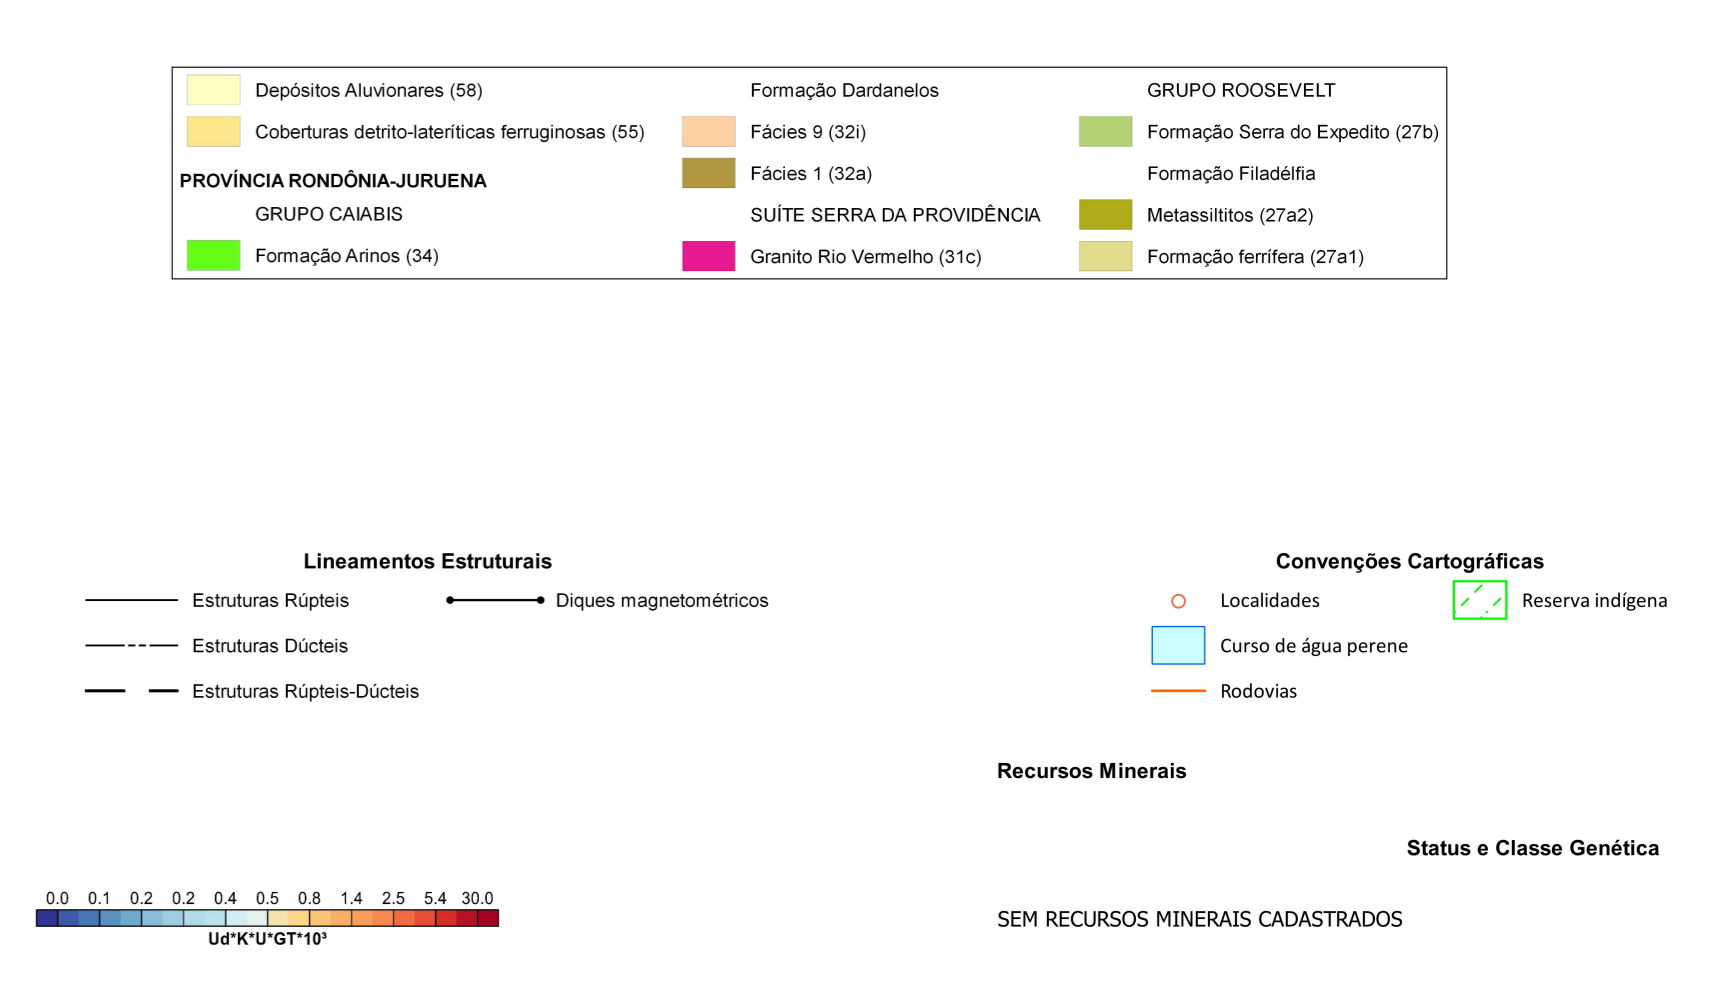 Depósitos Aluvionares (58)
Coberturas detrito-lateríticas ferruginosas (55)
PROVÍNCIA RONDÔNIA-JURUENA
GRUPO CAIABIS
Formação Arinos (34)
Formação Dardanelos
Fácies 9 (32i)
Fácies 1 (32a)
SUÍTE SERRA DA PROVIDÊNCIA
Granito Rio Vermelho (31c)
GRUPO ROOSEVELT
Formação Serra do Expedito (27b)
Formação Filadélfia
Metassiltitos (27a2)
Formação ferrífera (27a1)
Lineamentos Estruturais
Estruturas Rúpteis
Estruturas Dúcteis
Estruturas Rúpteis-Dúcteis
Diques magnetométricos
Convenções Cartográficas
Localidades
Curso de água perene
Rodovias
Reserva indígena
Recursos Minerais
Status e Classe Genética
SEM RECURSOS MINERAIS CADASTRADOS
0.0 0.1 0.2 0.2 0.4 0.5 0.8 1.4 2.5 5.4 30.0
Ud*K*U*GT*10³